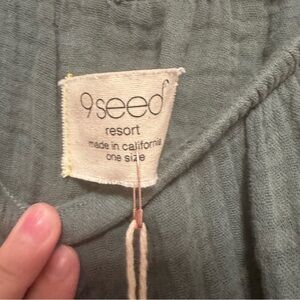 9seed
resort
made in california
one size